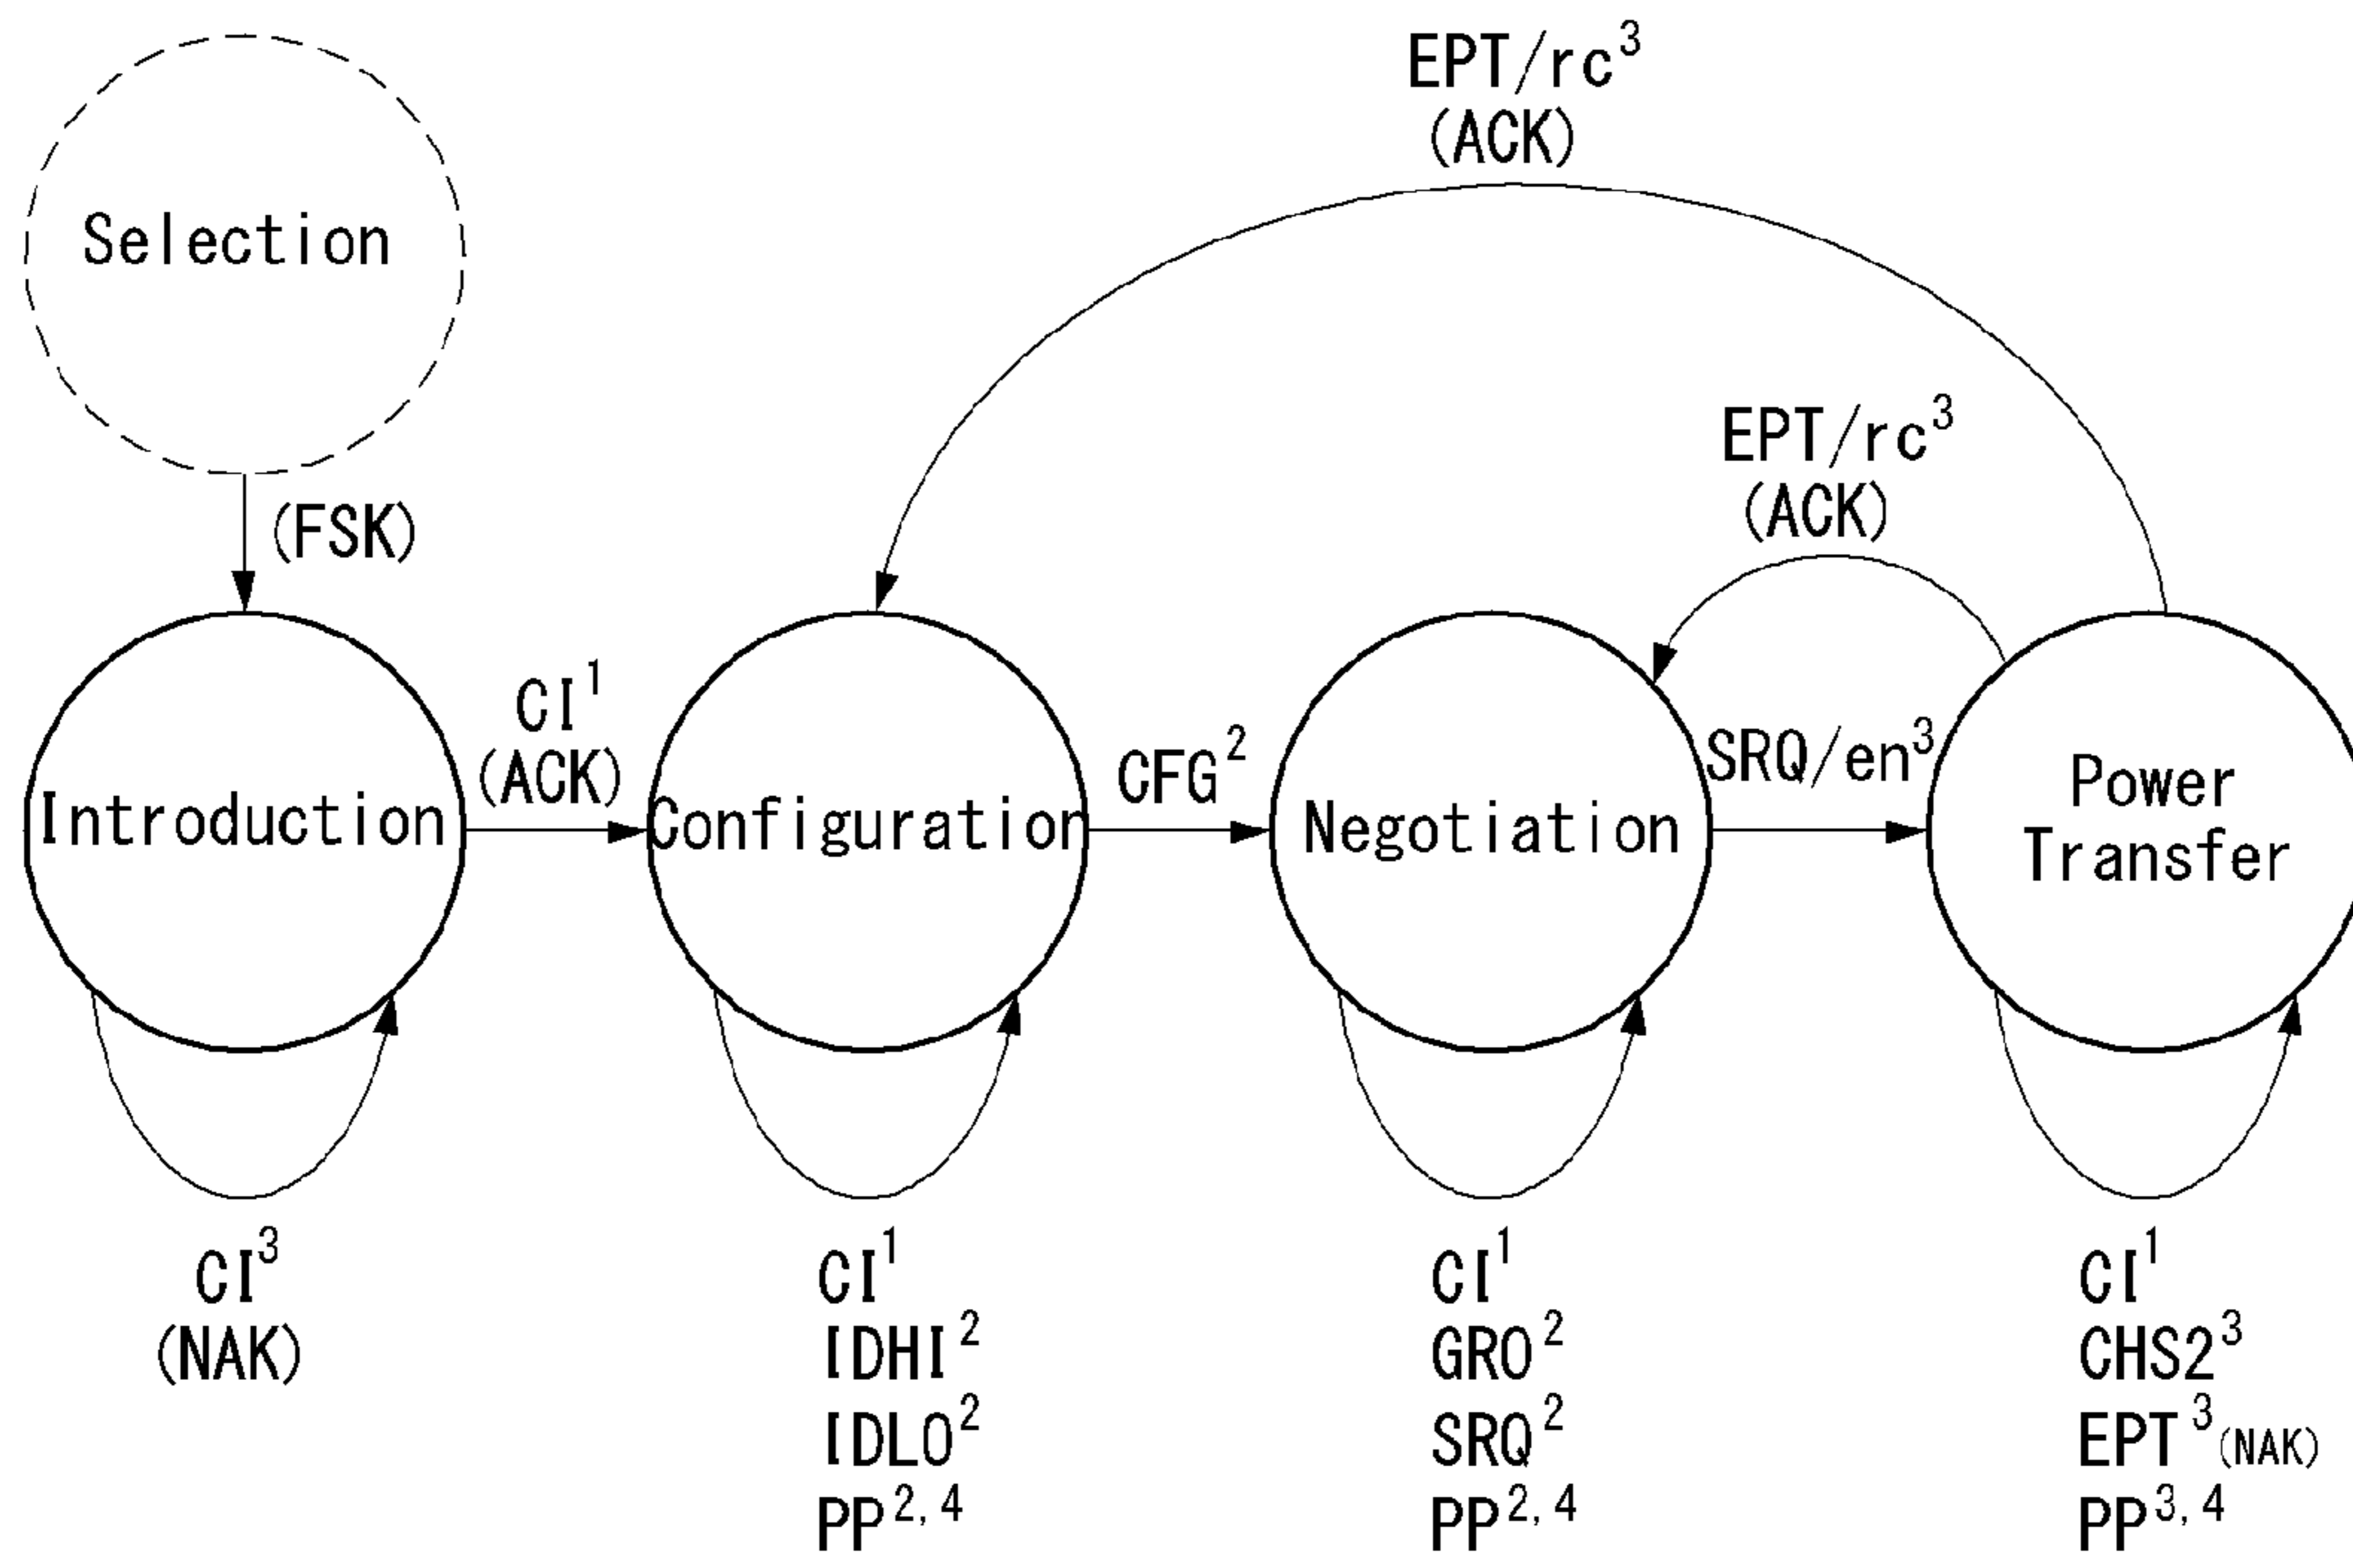 EPT/rc³
(ACK)
Selection
(FSK)
EPT/rc³
(ACK)
CI¹
(ACK)
CFG²
SRQ/en³
Introduction
Configuration
Negotiation
Power
Transfer
CI³
(NAK)
CI¹
IDHI²
IDLO²
PP²,⁴
CI¹
GRO²
SRQ²
PP²,⁴
CI¹
CHS2³
EPT³(NAK)
PP³,⁴